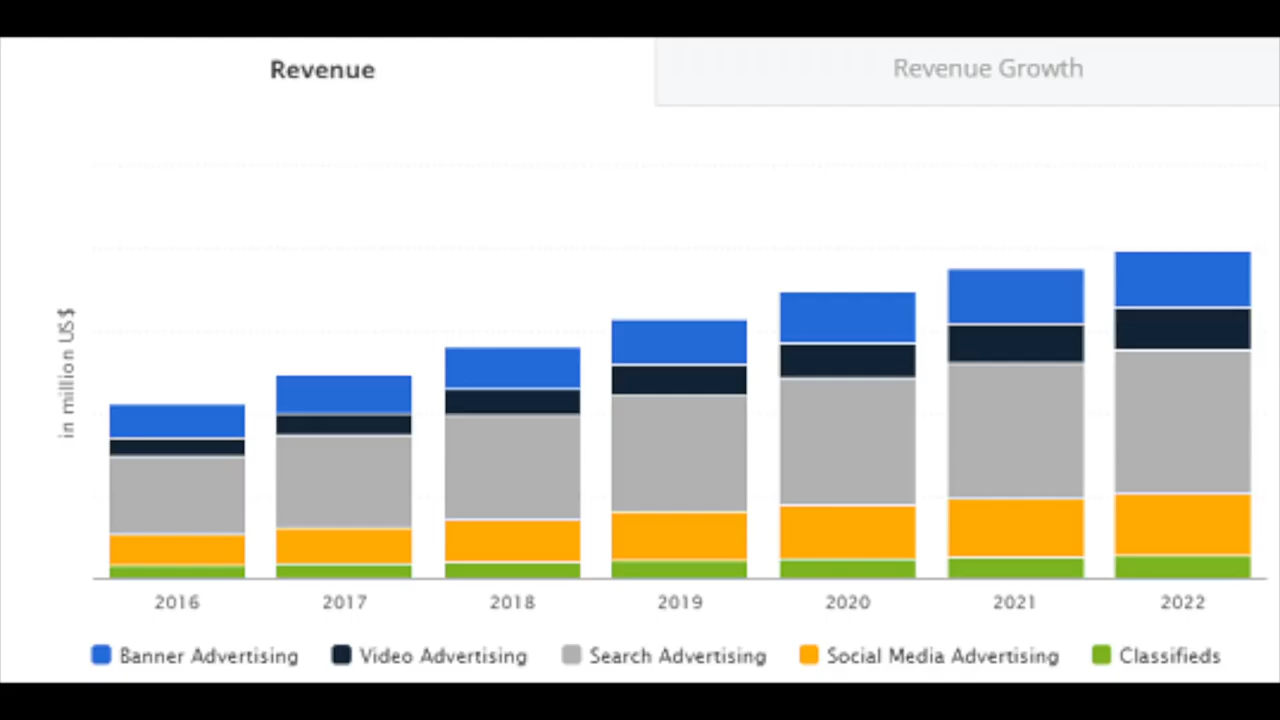 Revenue
Revenue Growth
in million US$
2016 2017 2018 2019 2020 2021 2022
Banner Advertising Video Advertising Search Advertising Social Media Advertising Classifieds